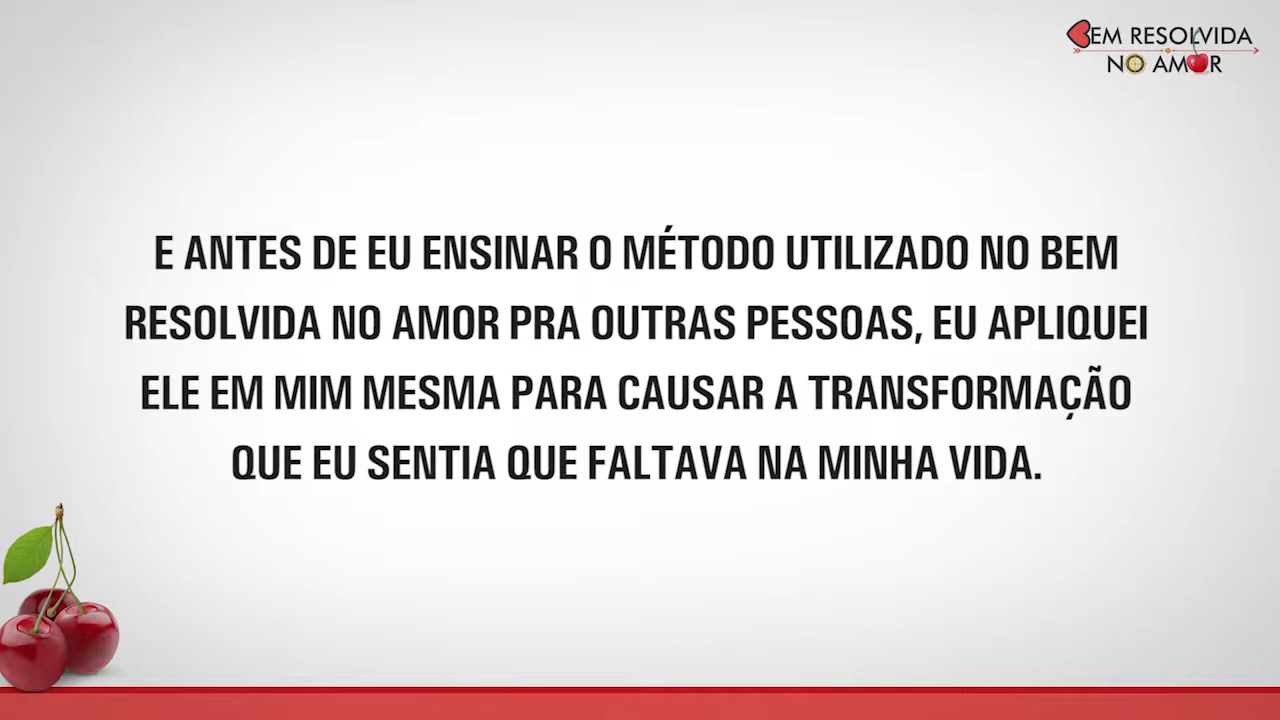 BEM RESOLVIDA
NO AMOR
E ANTES DE EU ENSINAR O MÉTODO UTILIZADO NO BEM
RESOLVIDA NO AMOR PRA OUTRAS PESSOAS, EU APLIQUEI
ELE EM MIM MESMA PARA CAUSAR A TRANSFORMAÇÃO
QUE EU SENTIA QUE FALTAVA NA MINHA VIDA.